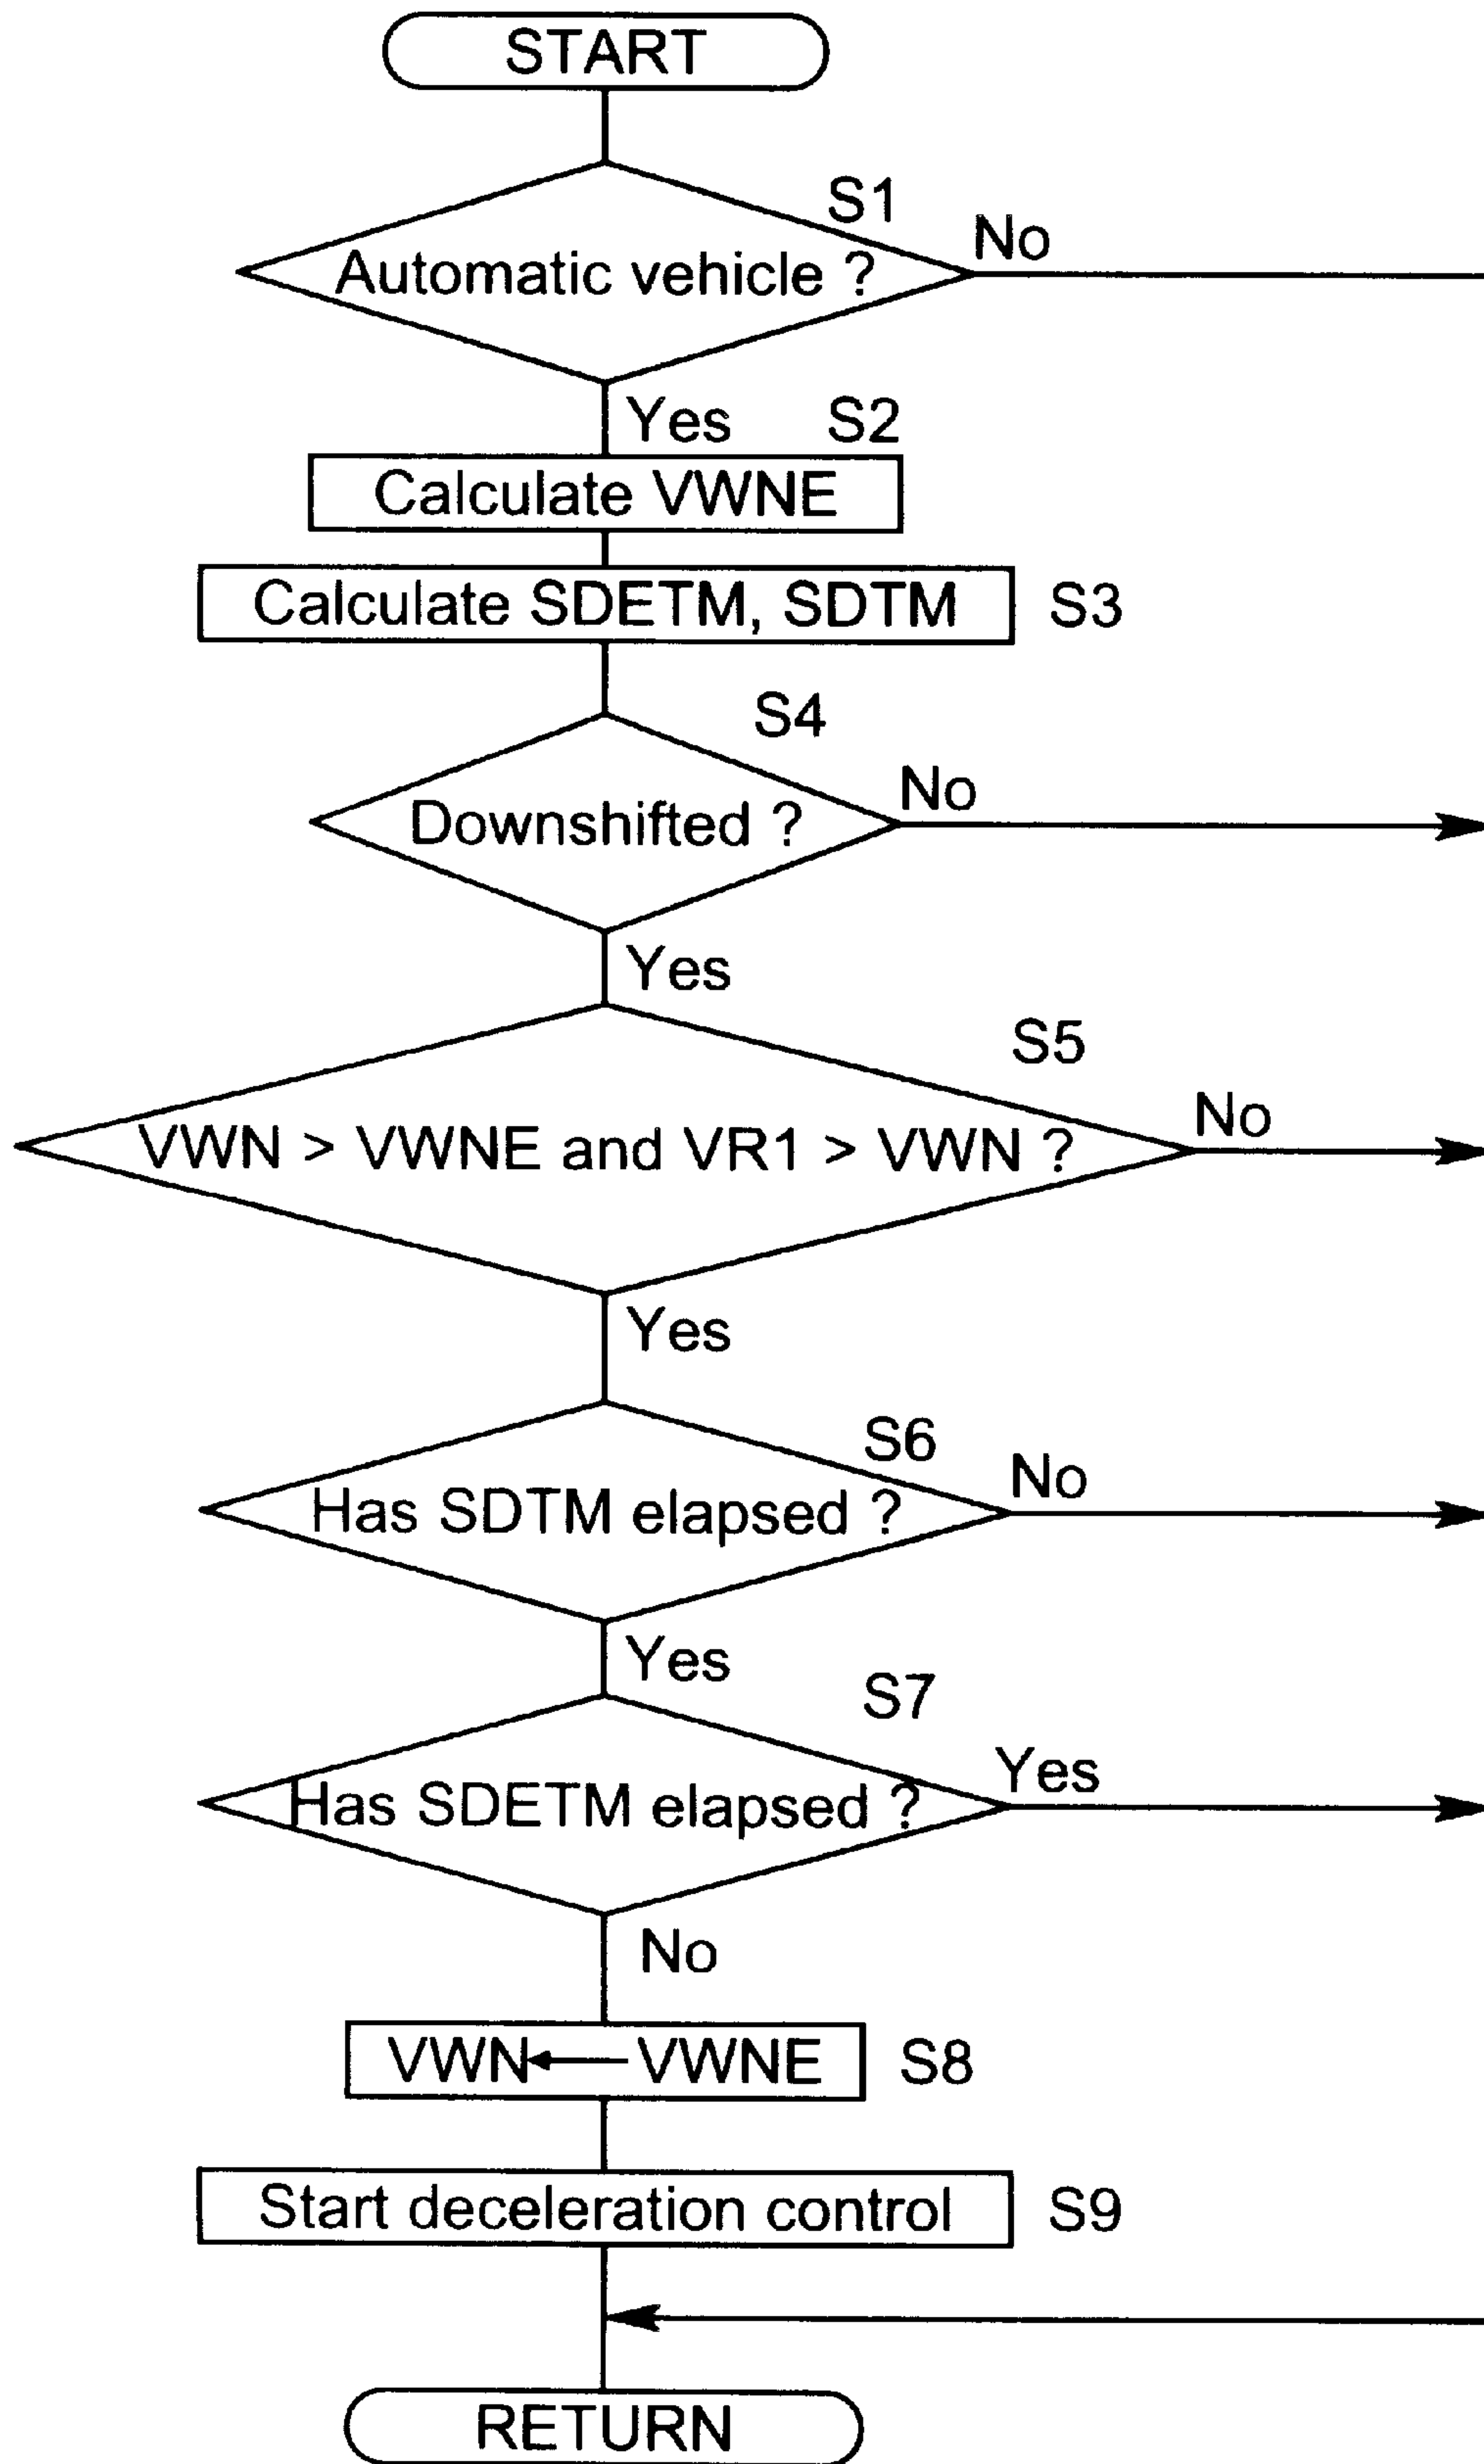 START
S1
No
Automatic vehicle ?
Yes
S2
Calculate VWNE
Calculate SDETM, SDTM
S3
S4
No
Downshifted ?
Yes
S5
No
VWN > VWNE and VR1 > VWN ?
Yes
S6
No
Has SDTM elapsed ?
Yes
S7
Yes
Has SDETM elapsed ?
No
VWN ← VWNE
S8
Start deceleration control
S9
RETURN